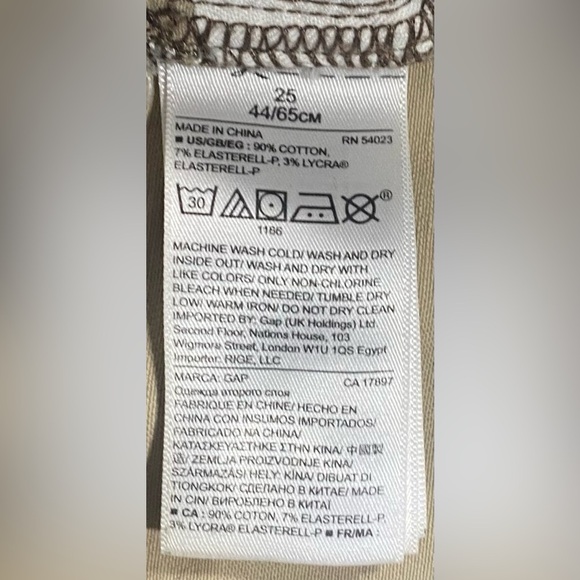 25
44/65CM
MADE IN CHINA RN 54023
■ US/GB/EG : 90% COTTON,
7% ELASTERELL-P, 3% LYCRA®
ELASTERELL-P
30
®
1166
MACHINE WASH COLD/ WASH AND DRY
INSIDE OUT/ WASH AND DRY WITH
LIKE COLORS/ ONLY NON-CHLORINE
BLEACH WHEN NEEDED/ TUMBLE DRY
LOW/ WARM IRON/ DO NOT DRY CLEAN
IMPORTED BY: Gap (UK Holdings) Ltd.
Second Floor, Nations House, 103
Wigmore Street, London W1U 1QS Egypt
Importer: RIGE, LLC
MARCA: GAP CA 17897
Одежда второго слоя
FABRIQUE EN CHINE/ HECHO EN
CHINA CON INSUMOS IMPORTADOS/
FABRICADO NA CHINA/
ΚΑΤΑΣΚΕΥΑΣΤΗΚΕ ΣΤΗΝ ΚΙΝΑ/ 中國製
造/ ZEMLJA PROIZVODNJE KINA/
SZÁRMAZÁSI HELY: KÍNA/ DIBUAT DI
TIONGKOK/ СДЕЛАНО В КИТАЕ/ MADE
IN CIN/ ВИРОБЛЕНО В КИТАЇ
■ CA : 90% COTON, 7% ELASTERELL-P,
3% LYCRA® ELASTERELL-P ■ FR/MA :